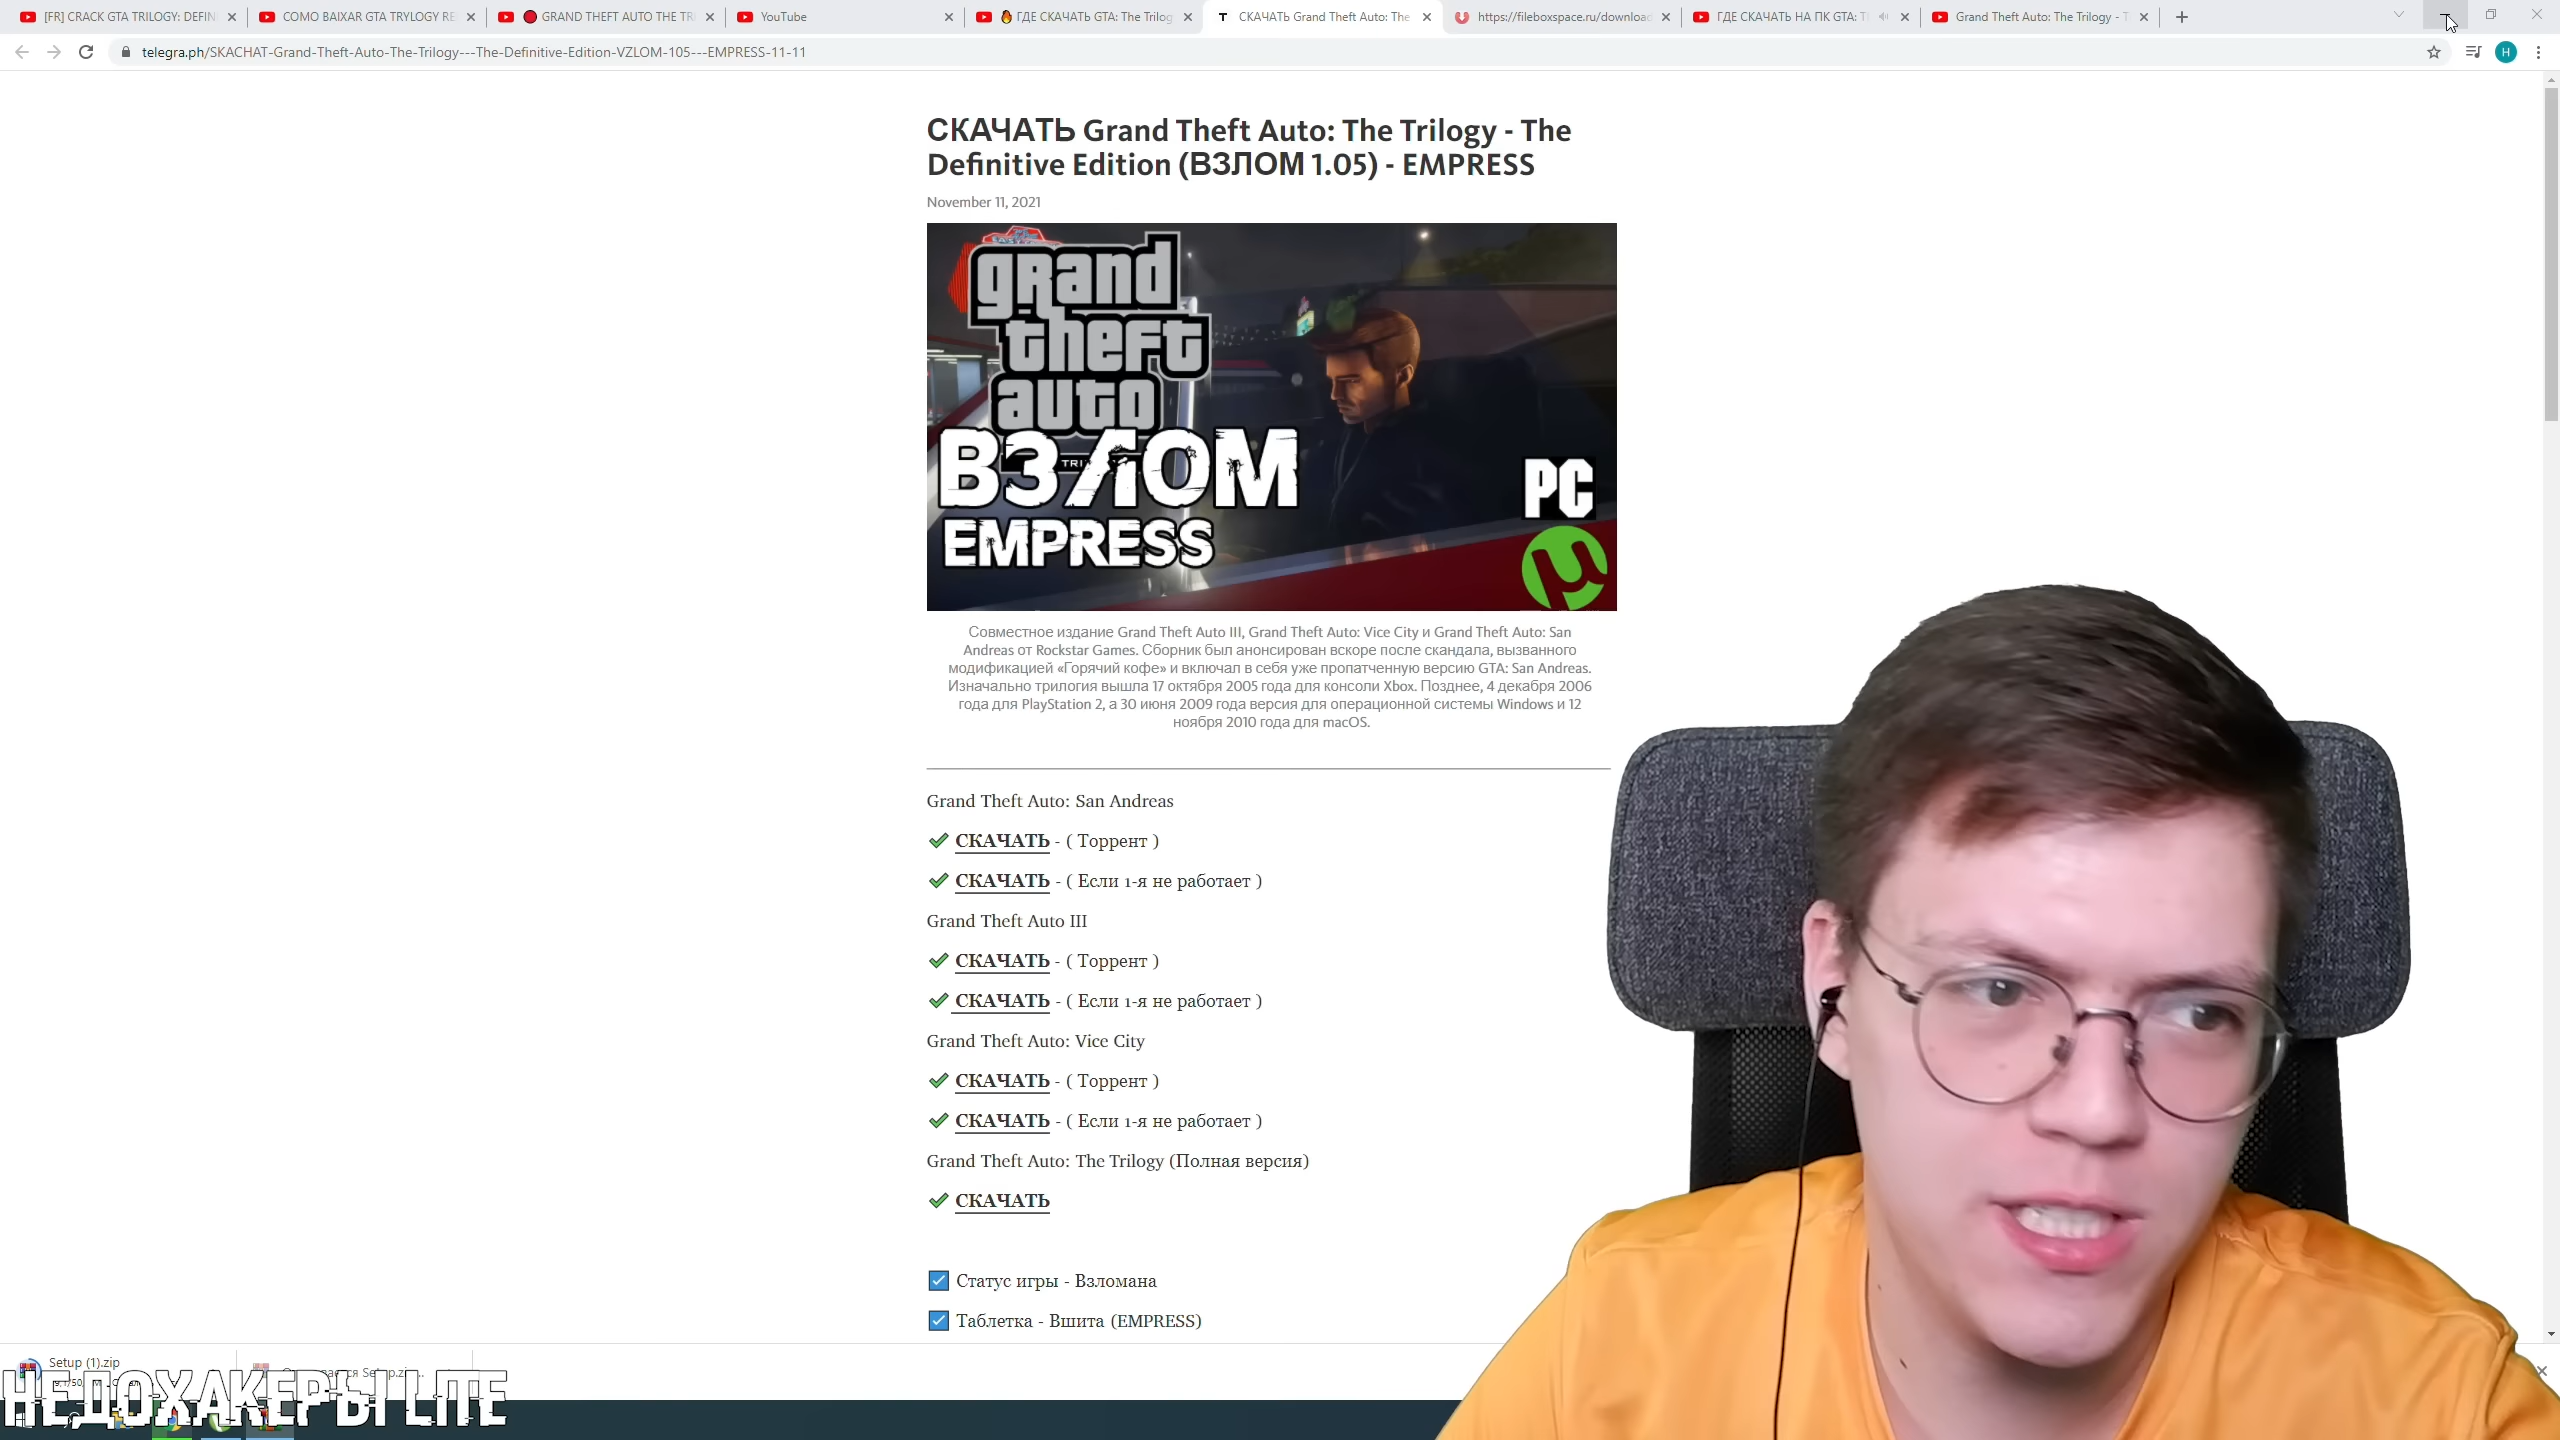 [FR] CRACK GTA TRILOGY: DEFIN
COMO BAIXAR GTA TRYLOGY RE
GRAND THEFT AUTO THE TRI
YouTube
ГДЕ СКАЧАТЬ GTA: The Trilog
T СКАЧАТЬ Grand Theft Auto: The
https://fileboxspace.ru/download
ГДЕ СКАЧАТЬ НА ПК GTA: T
Grand Theft Auto: The Trilogy - T
telegra.ph/SKACHAT-Grand-Theft-Auto-The-Trilogy---The-Definitive-Edition-VZLOM-105---EMPRESS-11-11
H
СКАЧАТЬ Grand Theft Auto: The Trilogy - The
Definitive Edition (ВЗЛОМ 1.05) - EMPRESS
November 11, 2021
grand
theft
auto
ВЗЛОМ
EMPRESS
PC
Совместное издание Grand Theft Auto III, Grand Theft Auto: Vice City и Grand Theft Auto: San
Andreas от Rockstar Games. Сборник был анонсирован вскоре после скандала, вызванного
модификацией «Горячий кофе» и включал в себя уже пропатченную версию GTA: San Andreas.
Изначально трилогия вышла 17 октября 2005 года для консоли Xbox. Позднее, 4 декабря 2006
года для PlayStation 2, а 30 июня 2009 года версия для операционной системы Windows и 12
ноября 2010 года для macOS.
Grand Theft Auto: San Andreas
СКАЧАТЬ - ( Торрент )
СКАЧАТЬ - ( Если 1-я не работает )
Grand Theft Auto III
СКАЧАТЬ - ( Торрент )
СКАЧАТЬ - ( Если 1-я не работает )
Grand Theft Auto: Vice City
СКАЧАТЬ - ( Торрент )
СКАЧАТЬ - ( Если 1-я не работает )
Grand Theft Auto: The Trilogy (Полная версия)
СКАЧАТЬ
Статус игры - Взломана
Таблетка - Вшита (EMPRESS)
Setup (1).zip
НЕДОХАКЕРЫ LITE